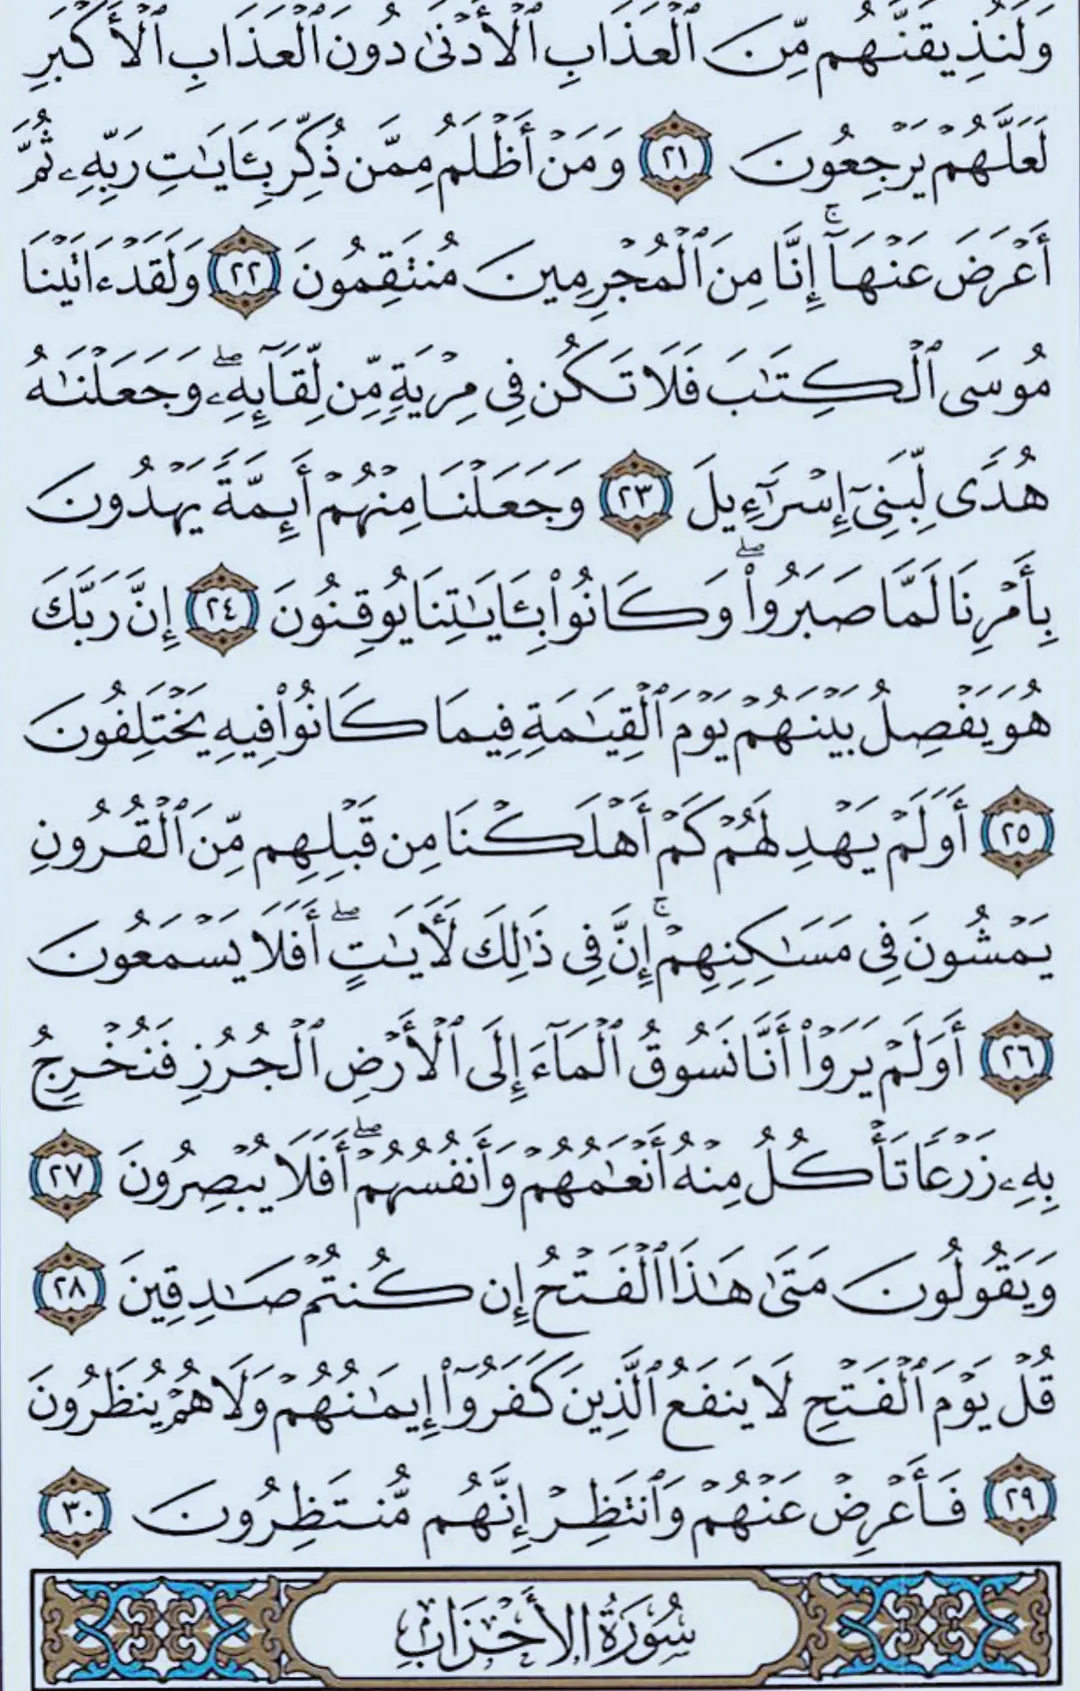 وَلَنُذِيقَنَّهُم مِّنَ ٱلْعَذَابِ ٱلْأَدْنَىٰ دُونَ ٱلْعَذَابِ ٱلْأَكْبَرِ
لَعَلَّهُمْ يَرْجِعُونَ ٢١ وَمَنْ أَظْلَمُ مِمَّن ذُكِّرَ بِـَٔايَـٰتِ رَبِّهِۦ ثُمَّ
أَعْرَضَ عَنْهَآ ۚ إِنَّا مِنَ ٱلْمُجْرِمِينَ مُنتَقِمُونَ ٢٢ وَلَقَدْ ءَاتَيْنَا
مُوسَى ٱلْكِتَـٰبَ فَلَا تَكُن فِى مِرْيَةٍ مِّن لِّقَآئِهِۦ ۖ وَجَعَلْنَـٰهُ
هُدًى لِّبَنِىٓ إِسْرَٰٓءِيلَ ٢٣ وَجَعَلْنَا مِنْهُمْ أَئِمَّةً يَهْدُونَ
بِأَمْرِنَا لَمَّا صَبَرُوا۟ ۖ وَكَانُوا۟ بِـَٔايَـٰتِنَا يُوقِنُونَ ٢٤ إِنَّ رَبَّكَ
هُوَ يَفْصِلُ بَيْنَهُمْ يَوْمَ ٱلْقِيَـٰمَةِ فِيمَا كَانُوا۟ فِيهِ يَخْتَلِفُونَ
٢٥ أَوَلَمْ يَهْدِ لَهُمْ كَمْ أَهْلَكْنَا مِن قَبْلِهِم مِّنَ ٱلْقُرُونِ
يَمْشُونَ فِى مَسَـٰكِنِهِمْ ۚ إِنَّ فِى ذَٰلِكَ لَـَٔايَـٰتٍ ۖ أَفَلَا يَسْمَعُونَ
٢٦ أَوَلَمْ يَرَوْا۟ أَنَّا نَسُوقُ ٱلْمَآءَ إِلَى ٱلْأَرْضِ ٱلْجُرُزِ فَنُخْرِجُ
بِهِۦ زَرْعًا تَأْكُلُ مِنْهُ أَنْعَـٰمُهُمْ وَأَنفُسُهُمْ ۖ أَفَلَا يُبْصِرُونَ ٢٧
وَيَقُولُونَ مَتَىٰ هَـٰذَا ٱلْفَتْحُ إِن كُنتُمْ صَـٰدِقِينَ ٢٨
قُلْ يَوْمَ ٱلْفَتْحِ لَا يَنفَعُ ٱلَّذِينَ كَفَرُوٓا۟ إِيمَـٰنُهُمْ وَلَا هُمْ يُنظَرُونَ
٢٩ فَأَعْرِضْ عَنْهُمْ وَٱنتَظِرْ إِنَّهُم مُّنتَظِرُونَ ٣٠
سُورَةُ الأَحْزَابِ